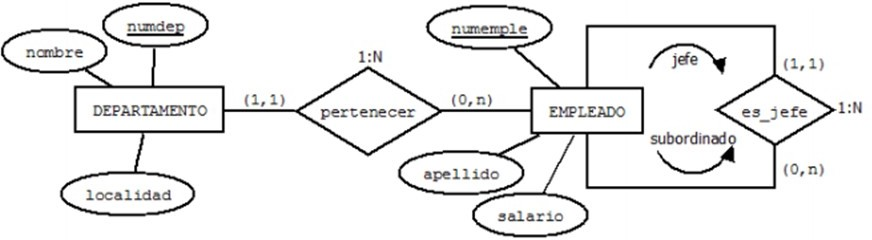 numdep
nombre
numemple
1:N
jefe
(1,1)
DEPARTAMENTO
(1,1)
pertenecer
(0,n)
EMPLEADO
es_jefe
1:N
subordinado
(0,n)
apellido
localidad
salario